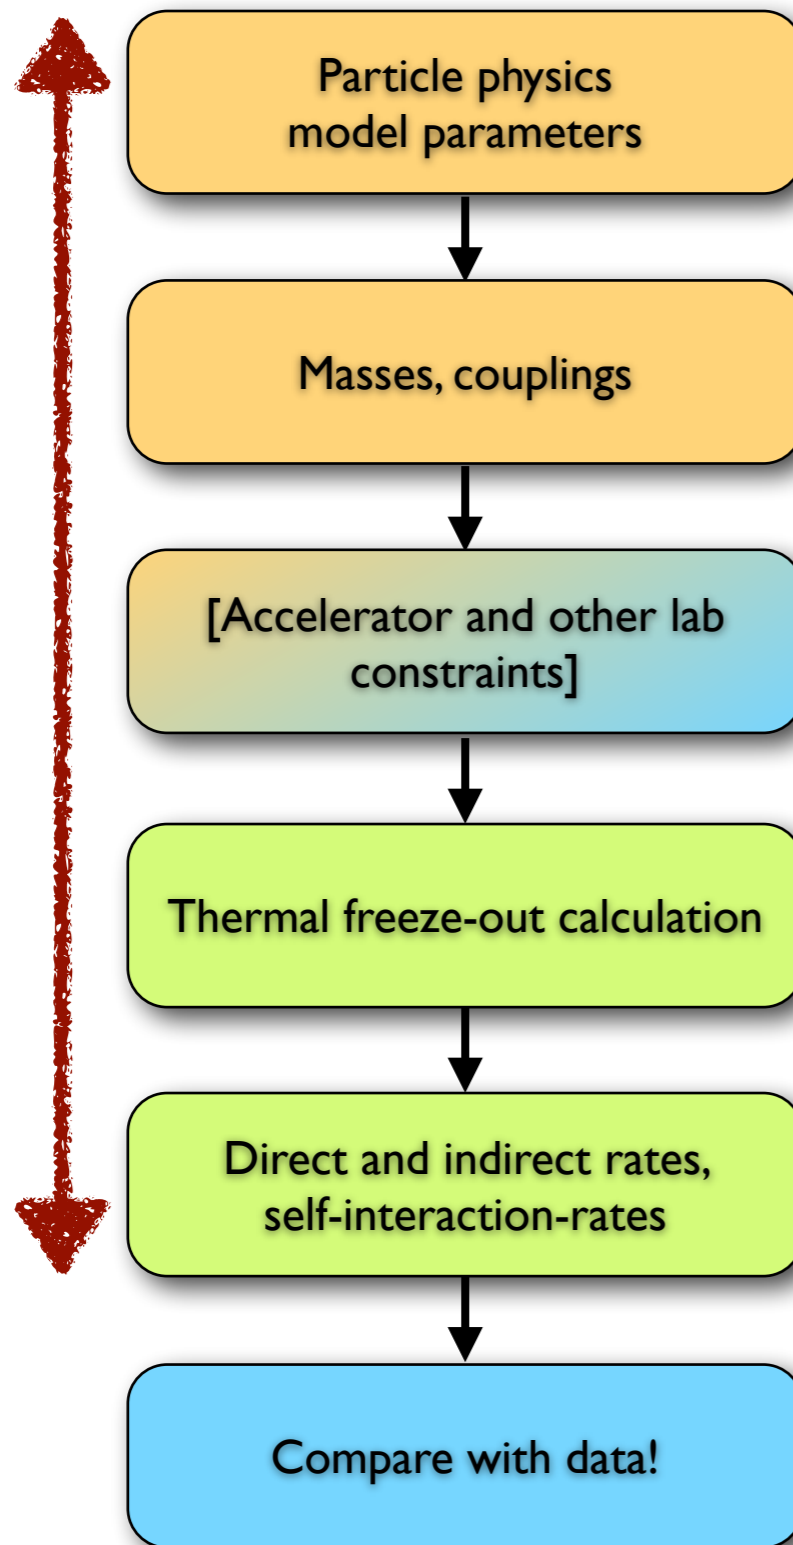 Particle physics
model parameters
Masses, couplings
[Accelerator and other lab
constraints]
Thermal freeze-out calculation
Direct and indirect rates,
self-interaction-rates
Compare with data!